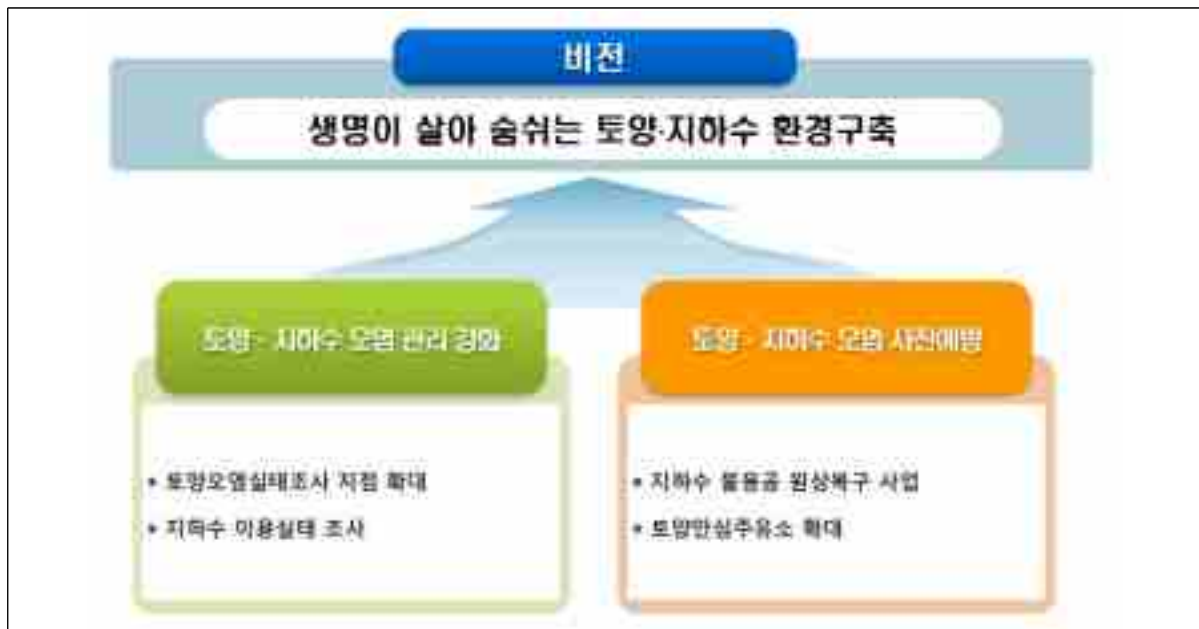 비전
생명이 살아 숨쉬는 토양·지하수 환경구축
토양 · 지하수 오염 관리 강화
• 토양오염실태조사 지점 확대
• 지하수 이용실태 조사
토양 · 지하수 오염 사전예방
• 지하수 불용공 원상복구 사업
• 토양안심주유소 확대